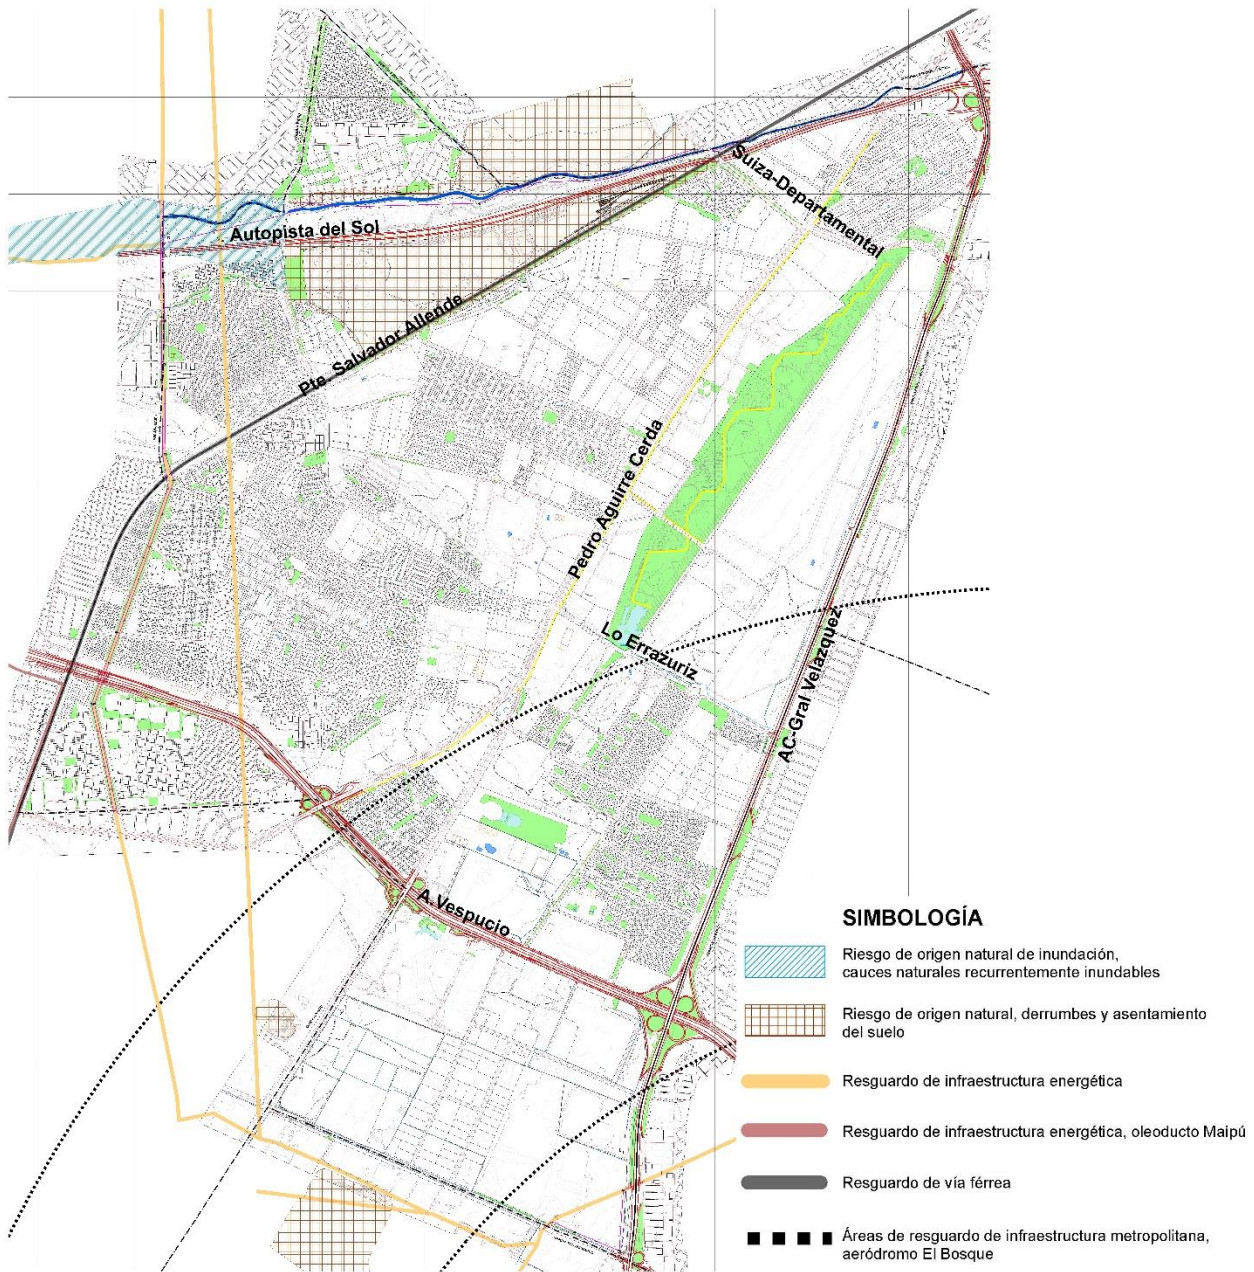 Suiza-Departamental
Autopista del Sol
Pte. Salvador Allende
Pedro Aguirre Cerda
Lo Errazuriz
AC-Gral Velazquez
A.Vespucio
SIMBOLOGÍA
Riesgo de origen natural de inundación,
cauces naturales recurrentemente inundables
Riesgo de origen natural, derrumbes y asentamiento
del suelo
Resguardo de infraestructura energética
Resguardo de infraestructura energética, oleoducto Maipú
Resguardo de vía férrea
Áreas de resguardo de infraestructura metropolitana,
aeródromo El Bosque